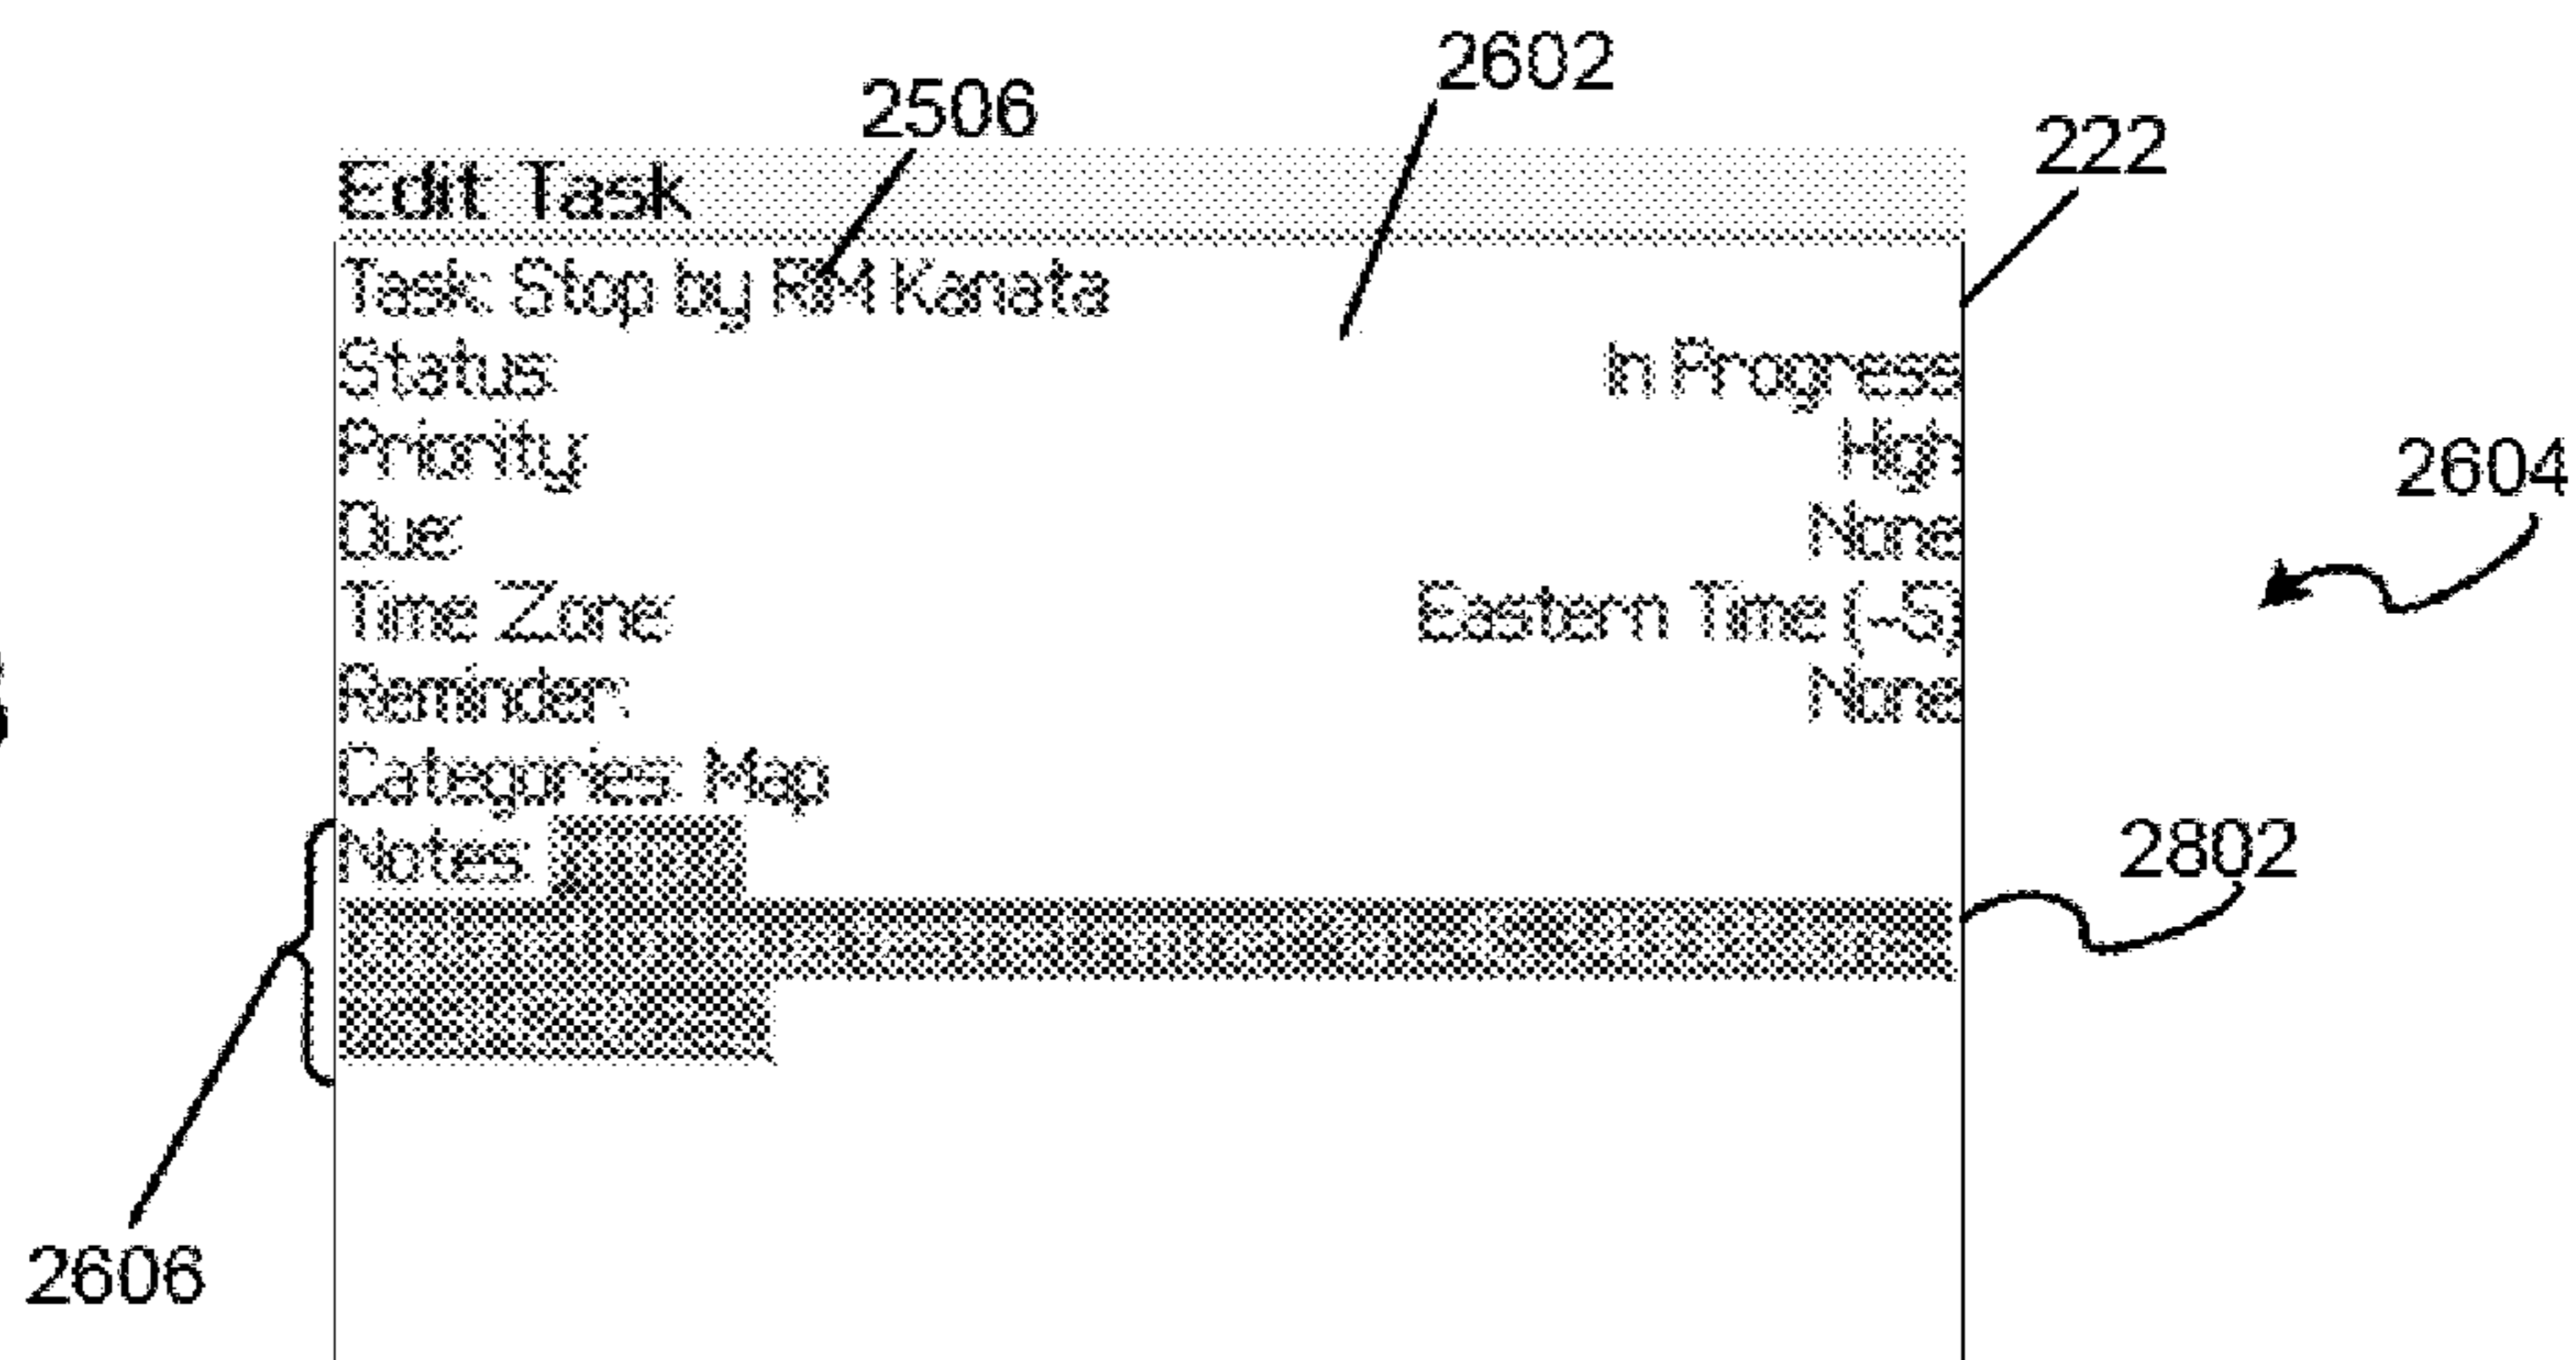 2602
2506
222
Edit Task
Task: Stop by RIM Kanata
Status: In Progress
Priority: High
2604
Due: None
Time Zone: Eastern Time (-5)
Reminder: None
Categories: Map
2802
Notes:
2606